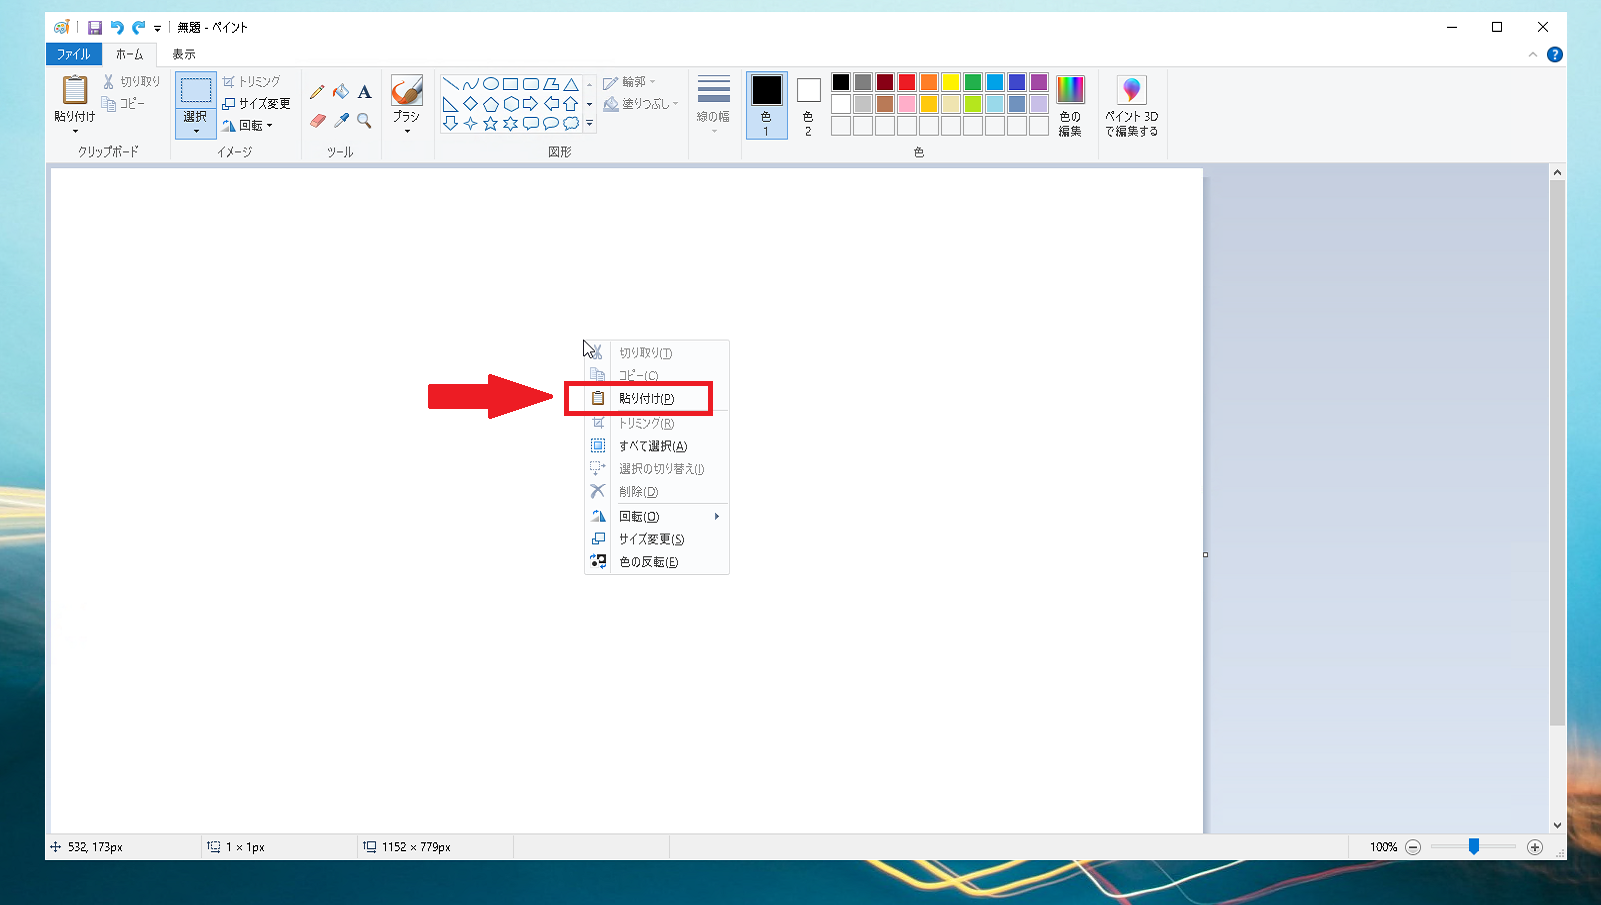 無題 - ペイント
ファイル ホーム 表示
貼り付け
切り取り
コピー
クリップボード
選択
トリミング
サイズ変更
回転
イメージ
A
ツール
ブラシ
輪郭
塗りつぶし
図形
線の幅
色
1
色
2
色の
編集
色
ペイント 3D
で編集する
?
切り取り(T)
コピー(C)
貼り付け(P)
トリミング(R)
すべて選択(A)
選択の切り替え(I)
削除(D)
回転(O)
サイズ変更(S)
色の反転(E)
532, 173px 1 × 1px 1152 × 779px 100%